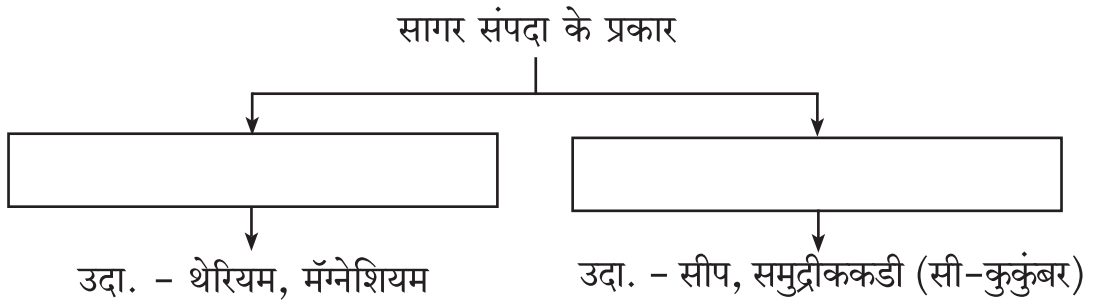 सागर संपदा के प्रकार
उदा. - थेरियम, मॅग्नेशियम
उदा. - सीप, समुद्रीककडी (सी-कुकुंबर)